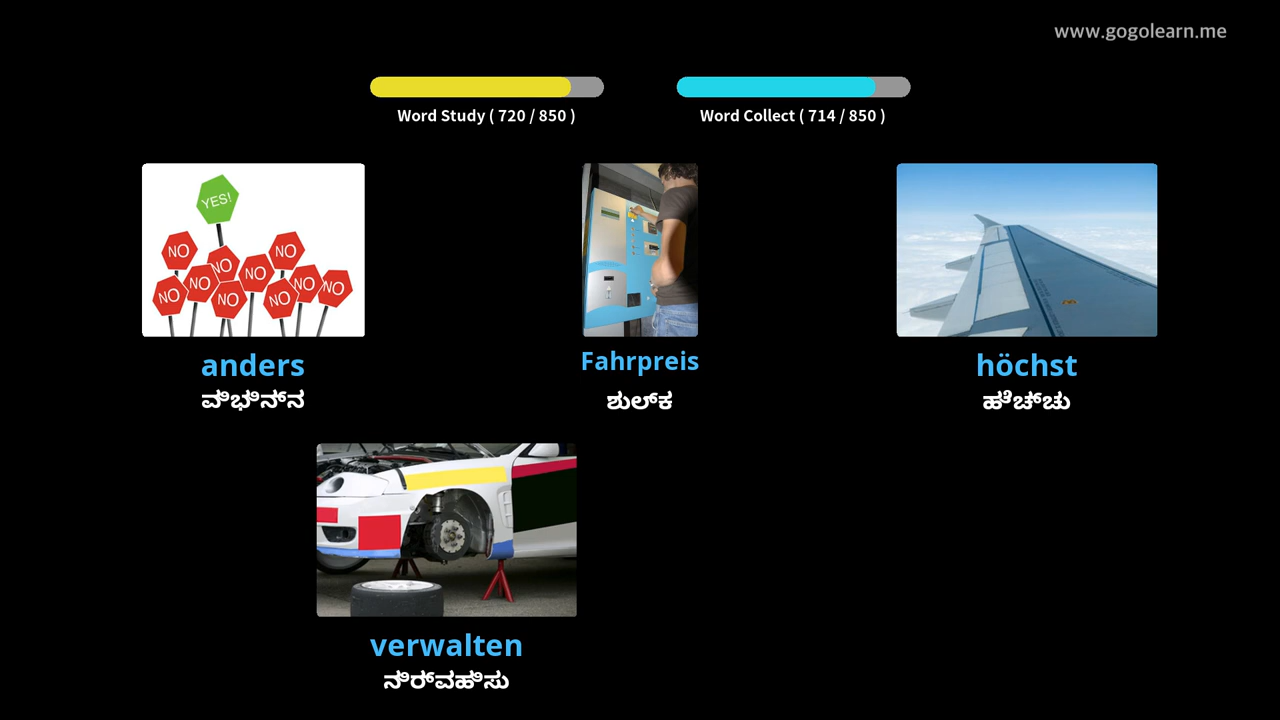 www.gogolearn.me
Word Study ( 720 / 850 )
Word Collect ( 714 / 850 )
YES!
NO
NO
NO
NO
NO
NO
NO
NO
NO
NO
anders
ವಿಭಿನ್ನ
Fahrpreis
ಶುಲ್ಕ
höchst
ಹೆಚ್ಚು
verwalten
ನಿರ್ವಹಿಸು